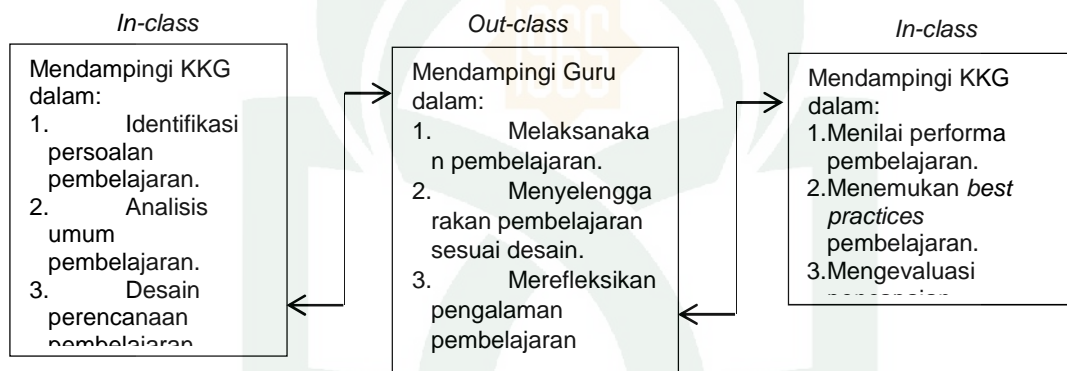 In-class
Mendampingi KKG
dalam:
1. Identifikasi
persoalan
pembelajaran.
2. Analisis
umum
pembelajaran.
3. Desain
perencanaan
pembelajaran
Out-class
Mendampingi Guru
dalam:
1. Melaksanaka
n pembelajaran.
2. Menyelengga
rakan pembelajaran
sesuai desain.
3. Merefleksikan
pengalaman
pembelajaran
In-class
Mendampingi KKG
dalam:
1.Menilai performa
pembelajaran.
2.Menemukan best
practices
pembelajaran.
3.Mengevaluasi